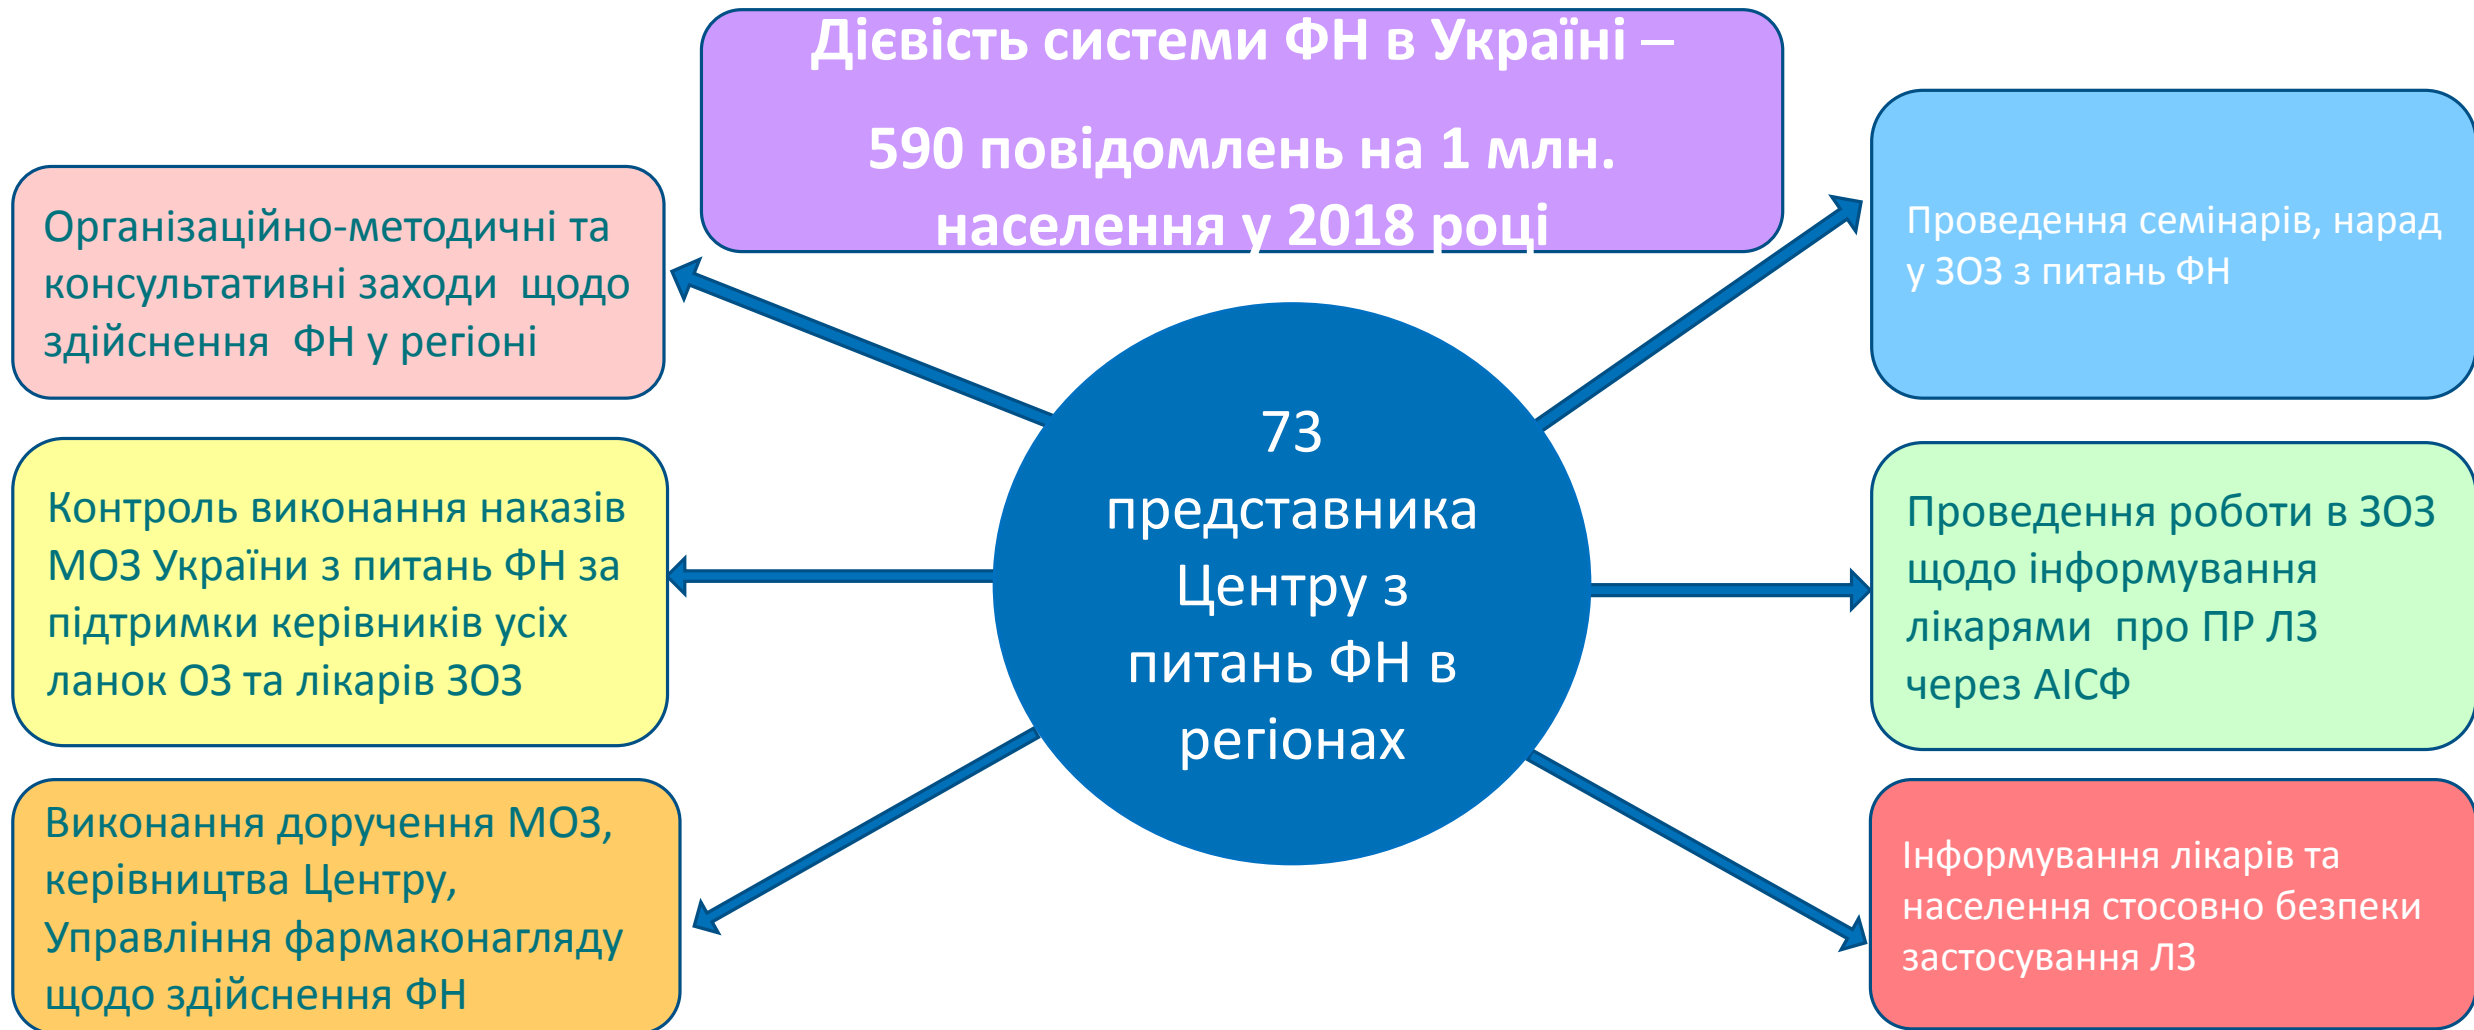 Дієвість системи ФН в Україні –
590 повідомлень на 1 млн.
населення у 2018 році
Організаційно-методичні та
консультативні заходи щодо
здійснення ФН у регіоні
Контроль виконання наказів
МОЗ України з питань ФН за
підтримки керівників усіх
ланок ОЗ та лікарів ЗОЗ
Виконання доручення МОЗ,
керівництва Центру,
Управління фармаконагляду
щодо здійснення ФН
73
представника
Центру з
питань ФН в
регіонах
Проведення семінарів, нарад
у ЗОЗ з питань ФН
Проведення роботи в ЗОЗ
щодо інформування
лікарями про ПР ЛЗ
через АІСФ
Інформування лікарів та
населення стосовно безпеки
застосування ЛЗ